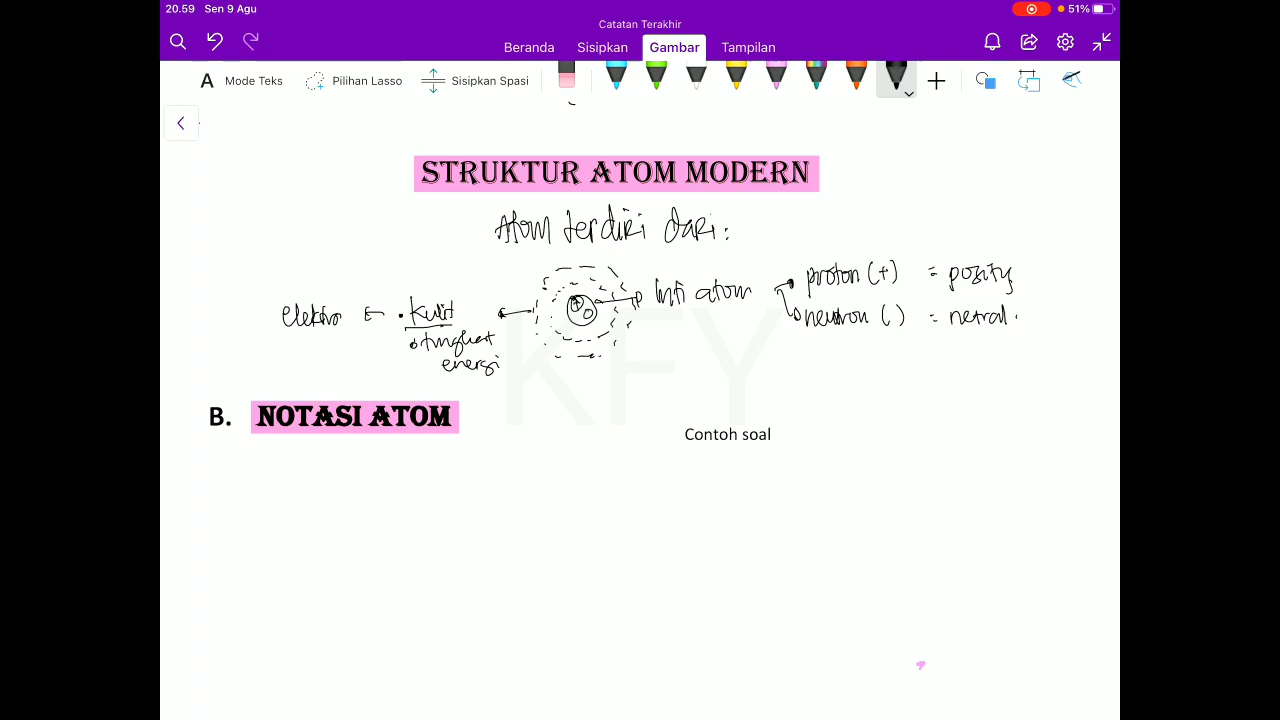 20.59 Sen 9 Agu
51%
Catatan Terakhir
Beranda Sisipkan Gambar Tampilan
A Mode Teks Pilihan Lasso Sisipkan Spasi
STRUKTUR ATOM MODERN
Atom terdiri dari:
elektron ← • Kulit
• tingkat
energi
Inti atom
proton (+) = positif
neutron ( ) = netral.
KFY
B. NOTASI ATOM
Contoh soal